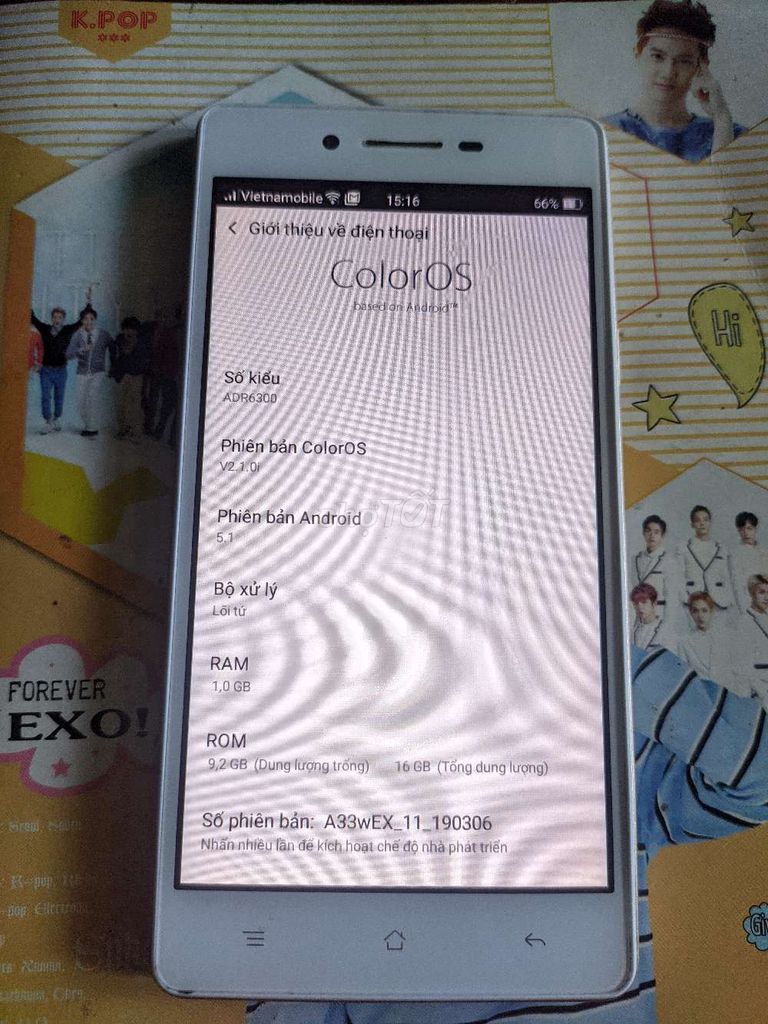 K.POP
Vietnamobile
15:16
66%
Giới thiệu về điện thoại
ColorOS
based on Android™
Hi
Số kiểu
ADR6300
Phiên bản ColorOS
V2.1.0i
Phiên bản Android
5.1
TỐT
Bộ xử lý
Lõi tứ
RAM
1,0 GB
FOREVER
EXO!
ROM
9,2 GB (Dung lượng trống) 16 GB (Tổng dung lượng)
Số phiên bản: A33wEX_11_190306
Nhấn nhiều lần để kích hoạt chế độ nhà phát triển